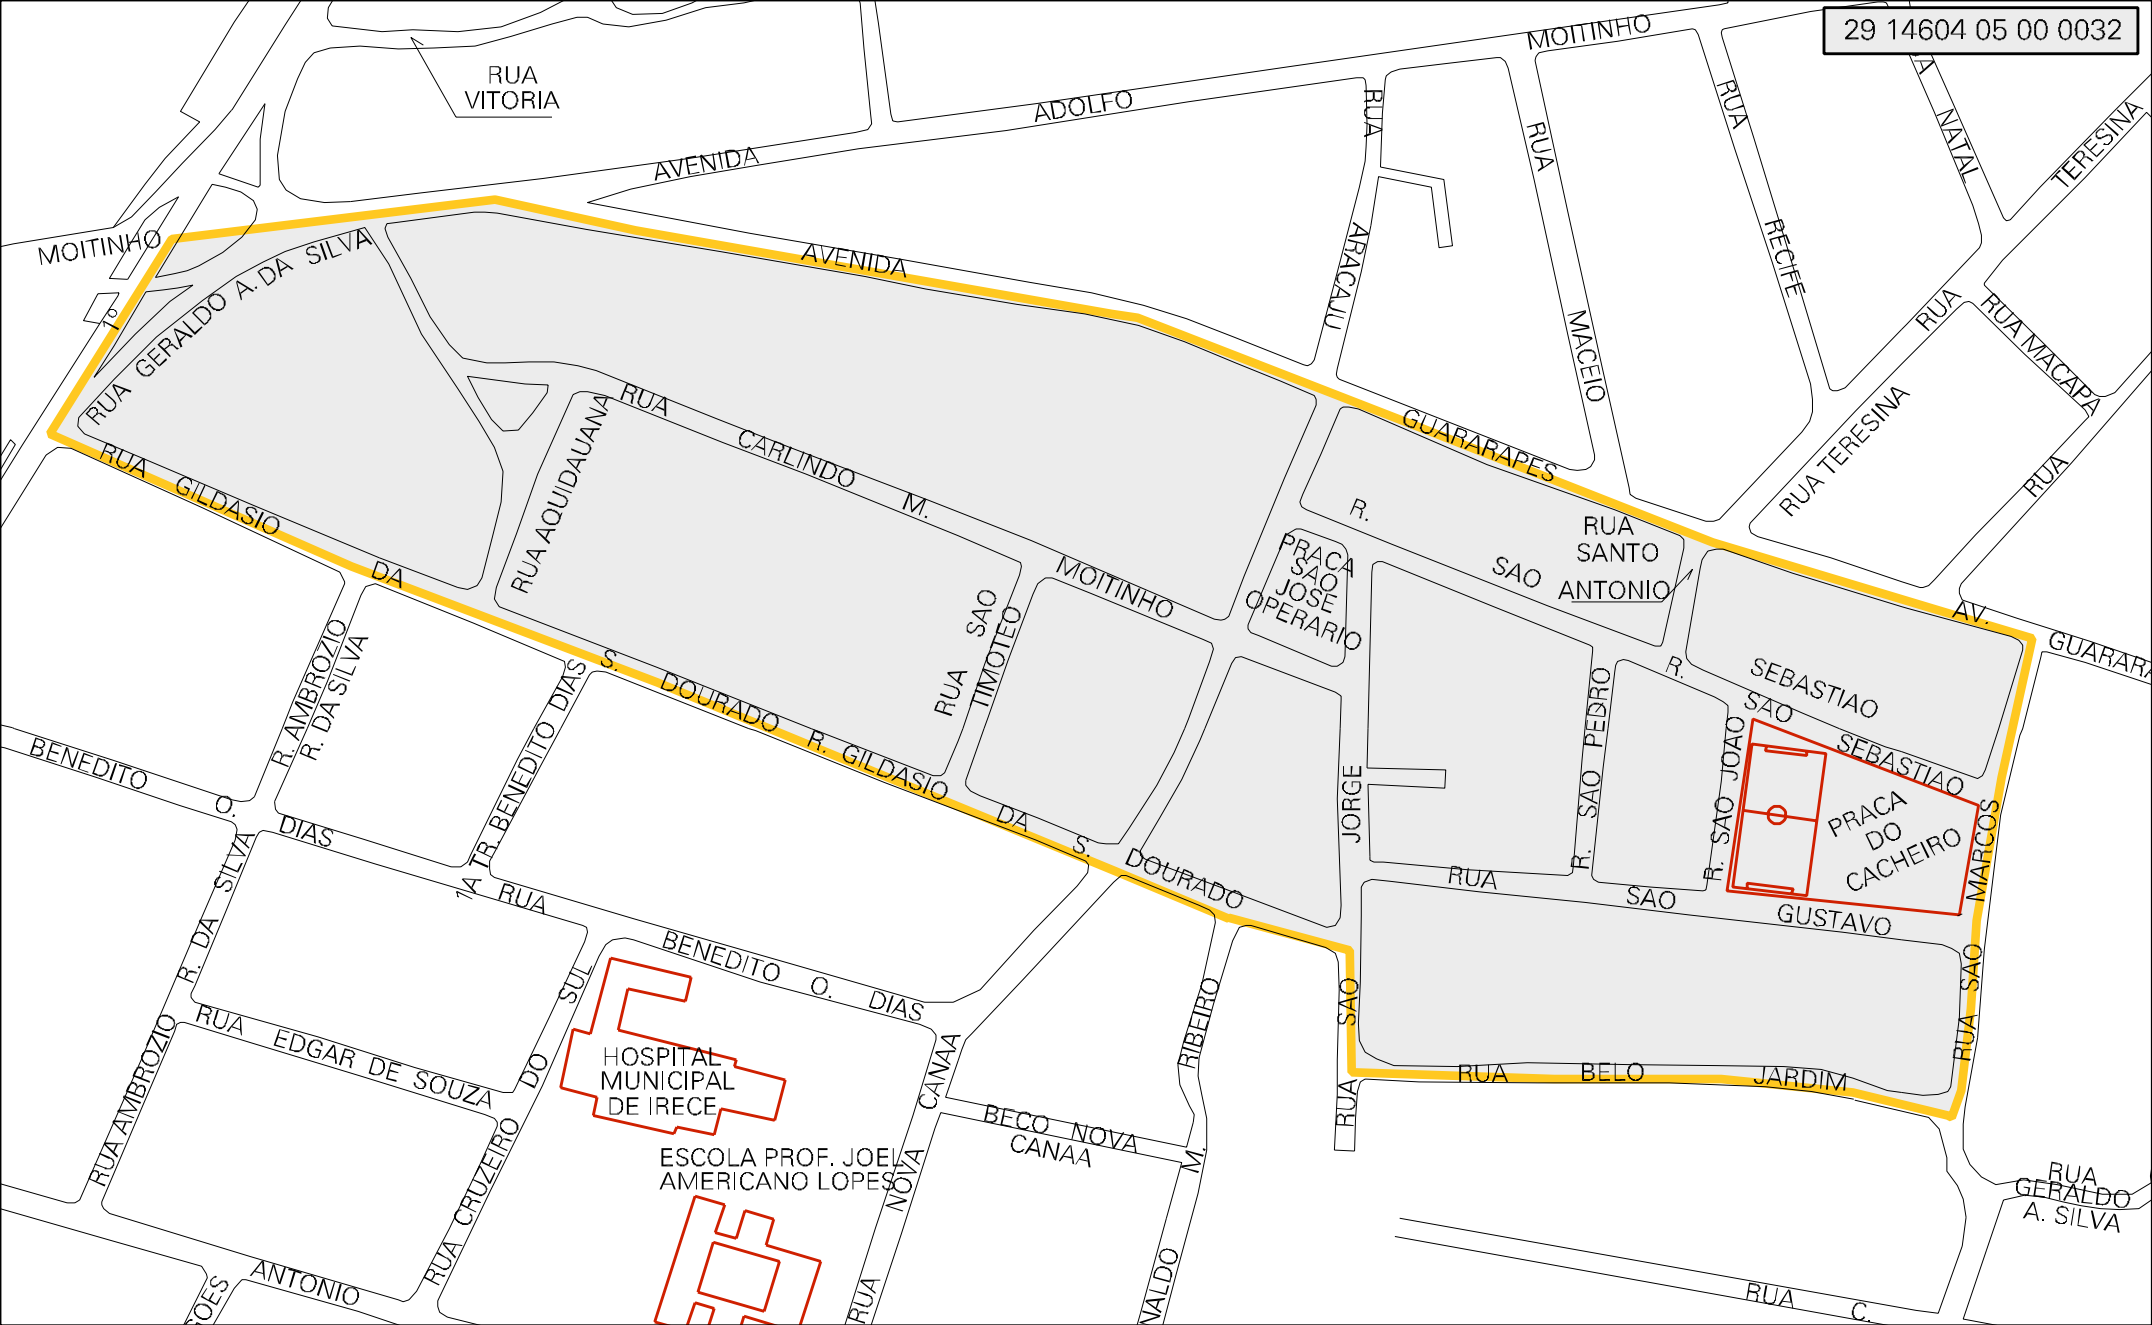 29 14604 05 00 0032
MOITINHO
RUA
VITORIA
ADOLFO
AVENIDA
RUA
RUA
RUA
NATAL
TERESINA
MOITINHO
RUA GERALDO A. DA SILVA
1º
AVENIDA
ARACAJU
RECIFE
MACEIO
RUA
RUA MACAPA
RUA TERESINA
RUA
GUARARAPES
RUA
CARLINDO
M.
MOITINHO
RUA AQUIDAUANA
RUA
GILDASIO
DA
S.
DOURADO
R. GILDASIO
DA
S.
DOURADO
R.
SAO
RUA
SANTO
ANTONIO
PRACA
SAO
JOSE
OPERARIO
RUA SAO
TIMOTEO
AV.
GUARARA
R.
SEBASTIAO
SAO
SEBASTIAO
R. AMBROZIO
R. DA SILVA
1A TR. BENEDITO DIAS
BENEDITO
O.
DIAS
RUA
BENEDITO
O.
DIAS
R. SAO PEDRO
R. SAO JOAO
JORGE
SAO
RUA
PRACA
DO
CACHEIRO
RUA SAO MARCOS
RUA
SAO
GUSTAVO
RUA
BELO
JARDIM
RUA AMBROZIO
R. DA SILVA
RUA
EDGAR DE SOUZA
RUA CRUZEIRO
DO
SUL
HOSPITAL
MUNICIPAL
DE IRECE
ESCOLA PROF. JOEL
AMERICANO LOPES
RUA
NOVA
CANAA
BECO NOVA
CANAA
RIBEIRO
M.
NALDO
RUA
GERALDO
A. SILVA
ANTONIO
GOES
RUA
C.